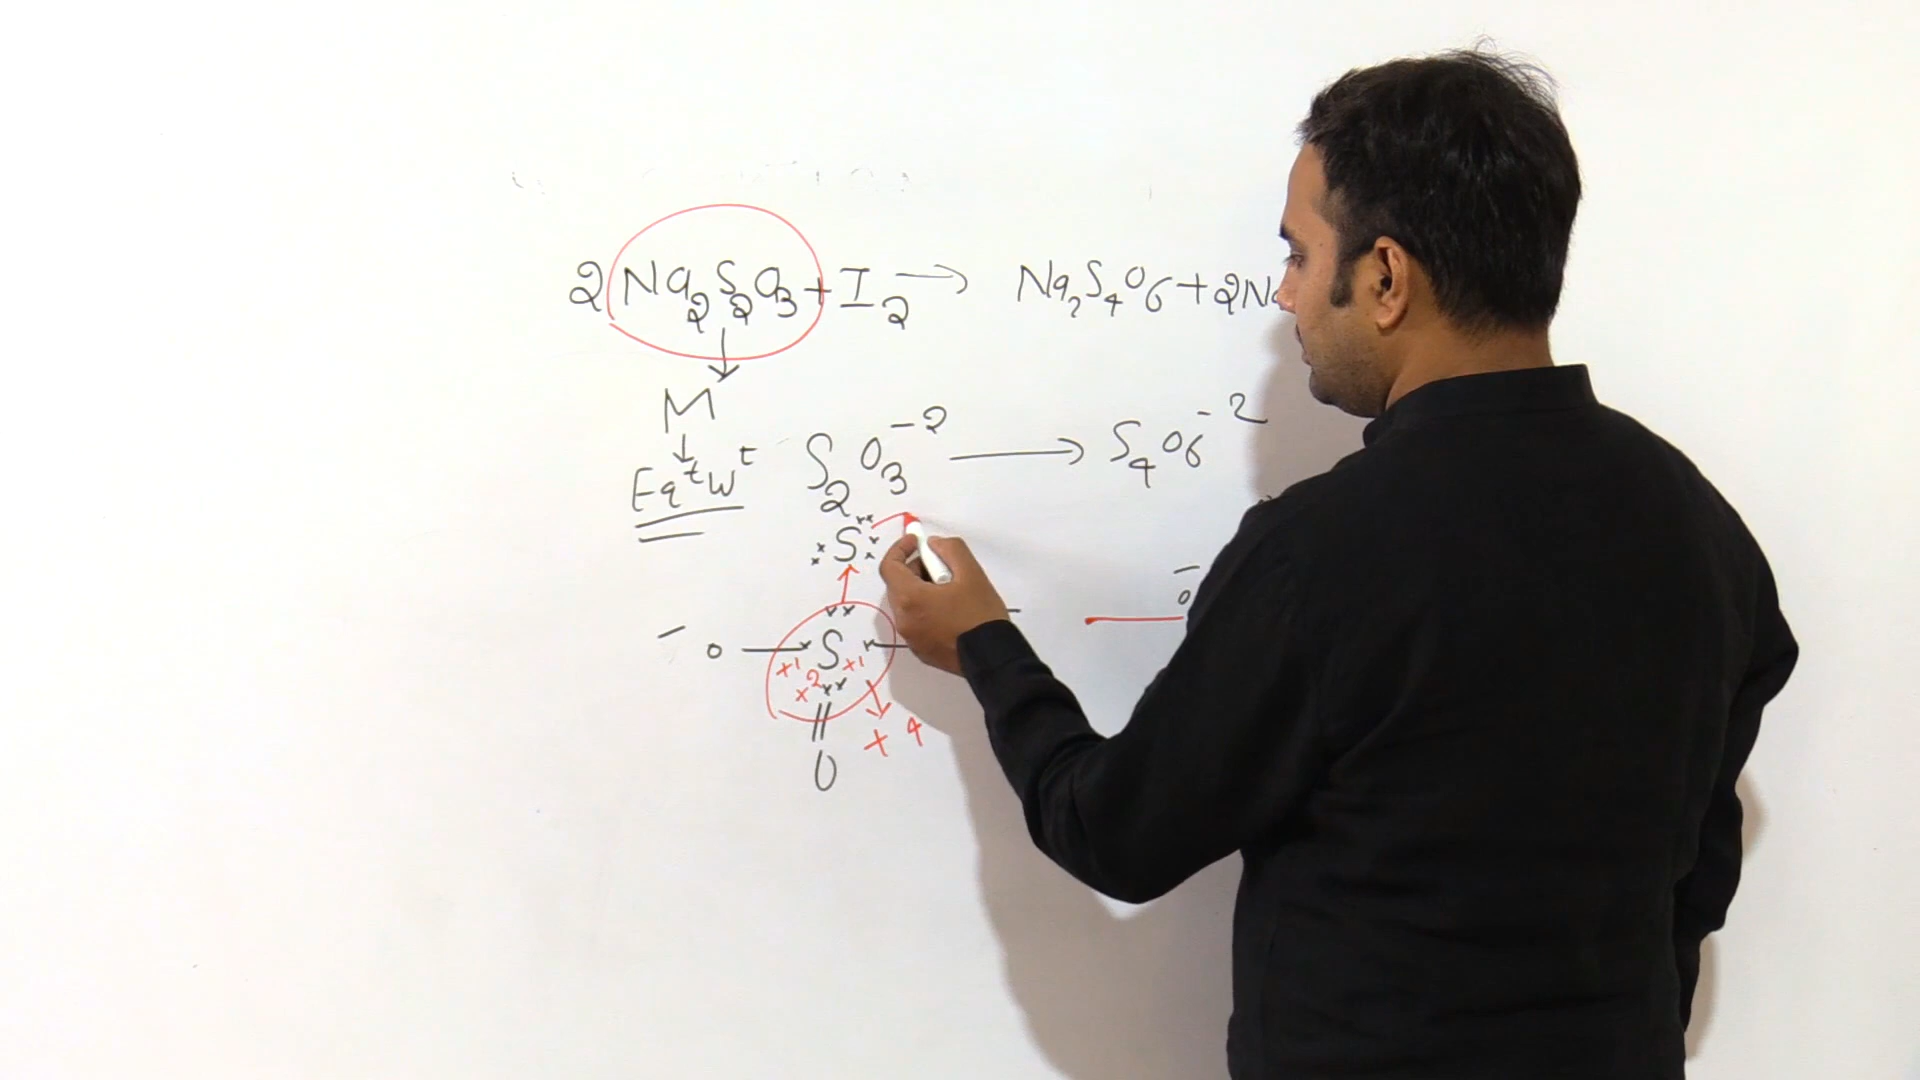 2Na2S2O3 + I2 → Na2S4O6 + 2Na
M
S2O3-2 → S4O6-2
Eqt Wt
S
- O — S —
+1 +1
+2
+4
O
- O